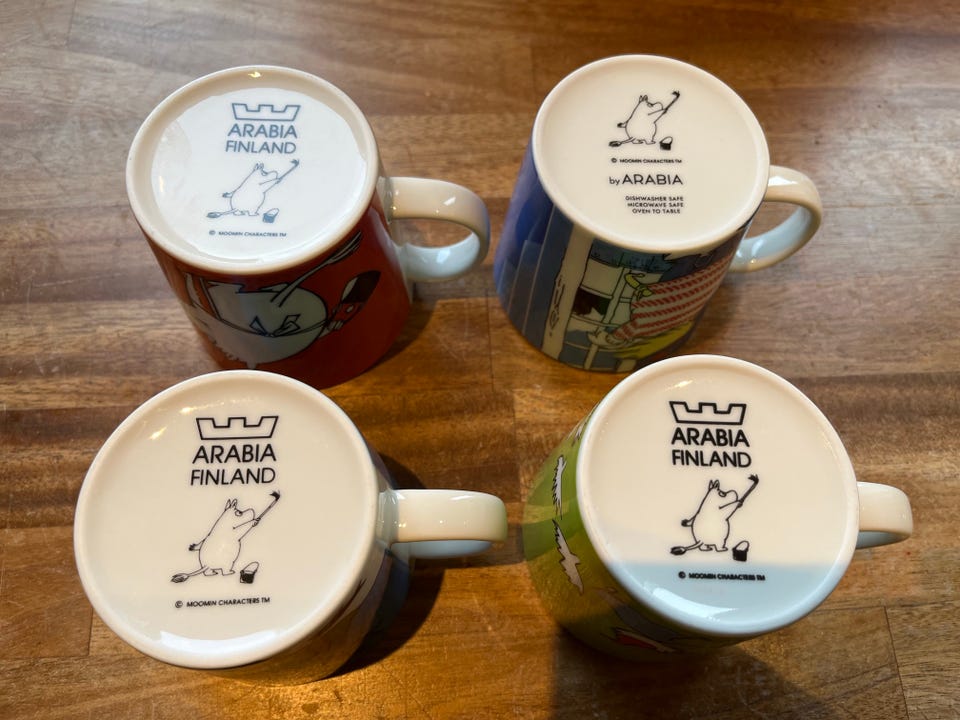 ARABIA
FINLAND
© MOOMIN CHARACTERS ™
© MOOMIN CHARACTERS ™
by ARABIA
DISHWASHER SAFE
MICROWAVE SAFE
OVEN TO TABLE
ARABIA
FINLAND
© MOOMIN CHARACTERS ™
ARABIA
FINLAND
© MOOMIN CHARACTERS ™